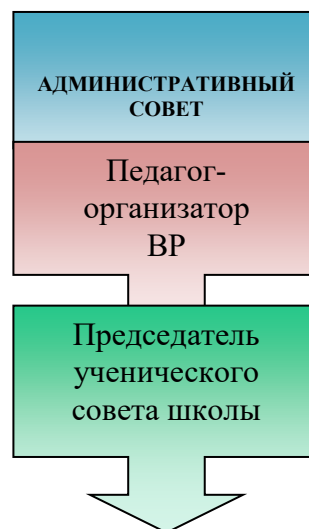 АДМИНИСТРАТИВНЫЙ
СОВЕТ
Педагог-
организатор
ВР
Председатель
ученического
совета школы